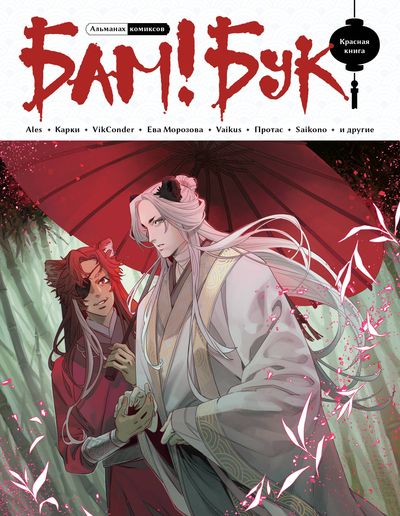 Альманах комиксов
БАМ! БУК
Красная
книга
Ales • Карки • VikConder • Ева Морозова • Vaikus • Протас • Saikono • и другие